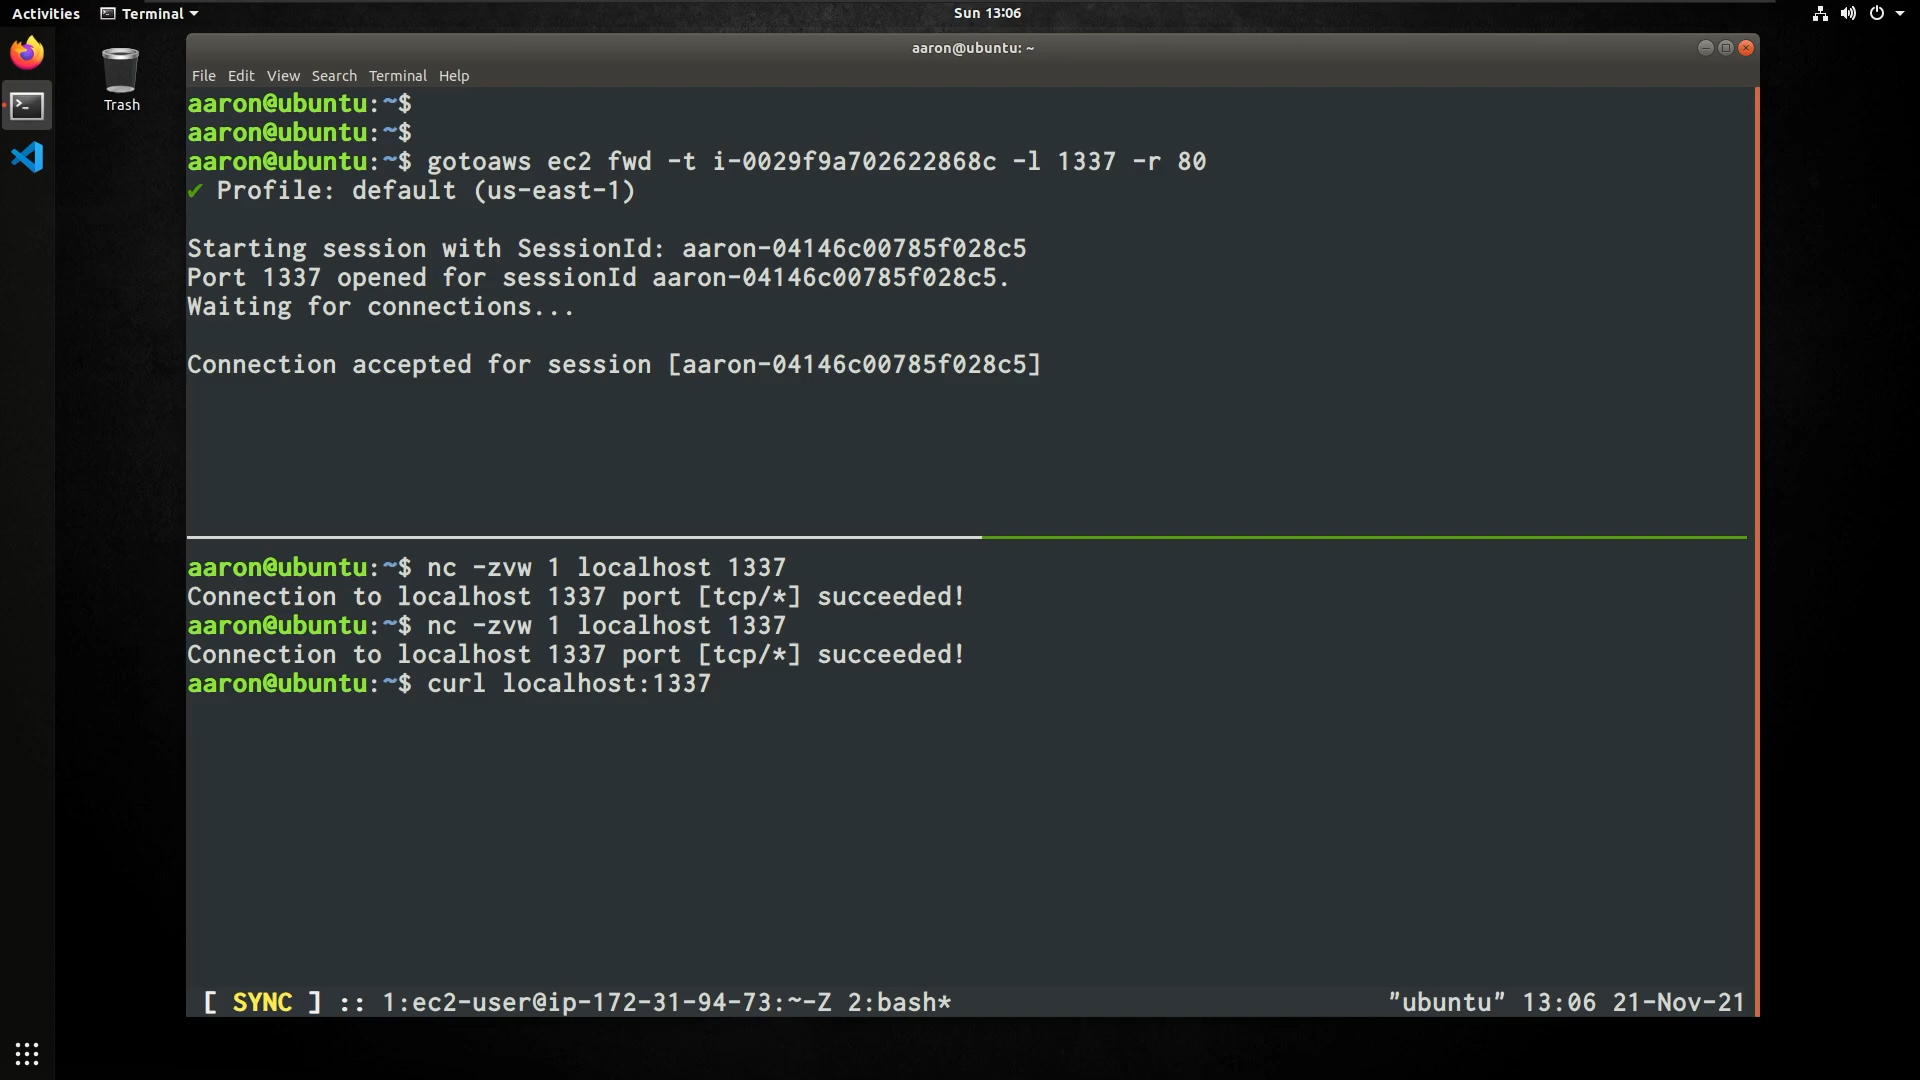 Activities Terminal
Sun 13:06
Trash
aaron@ubuntu: ~
File Edit View Search Terminal Help
aaron@ubuntu:~$
aaron@ubuntu:~$
aaron@ubuntu:~$ gotoaws ec2 fwd -t i-0029f9a702622868c -l 1337 -r 80
✔ Profile: default (us-east-1)
Starting session with SessionId: aaron-04146c00785f028c5
Port 1337 opened for sessionId aaron-04146c00785f028c5.
Waiting for connections...
Connection accepted for session [aaron-04146c00785f028c5]
aaron@ubuntu:~$ nc -zvw 1 localhost 1337
Connection to localhost 1337 port [tcp/*] succeeded!
aaron@ubuntu:~$ nc -zvw 1 localhost 1337
Connection to localhost 1337 port [tcp/*] succeeded!
aaron@ubuntu:~$ curl localhost:1337
[ SYNC ] :: 1:ec2-user@ip-172-31-94-73:~-Z 2:bash* "ubuntu" 13:06 21-Nov-21